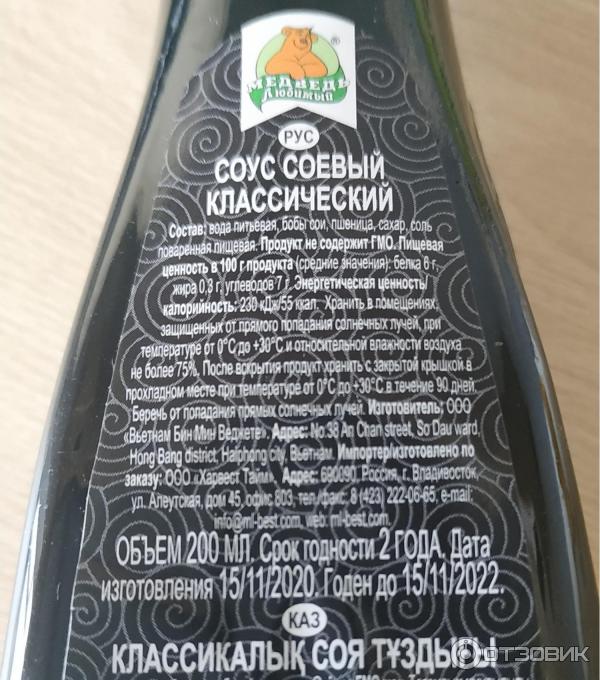 МЕДВЕДЬ
Любимый
®
РУС
СОУС СОЕВЫЙ
КЛАССИЧЕСКИЙ
Состав: вода питьевая, бобы сои, пшеница, сахар, соль
поваренная пищевая. Продукт не содержит ГМО. Пищевая
ценность в 100 г продукта (средние значения): белка 6 г,
жира 0,3 г, углеводов 7 г. Энергетическая ценность/
калорийность: 230 кДж/55 ккал. Хранить в помещениях,
защищенных от прямого попадания солнечных лучей, при
температуре от 0°С до +30°С и относительной влажности воздуха
не более 75%. После вскрытия продукт хранить с закрытой крышкой в
прохладном месте при температуре от 0°С до +30°С в течение 90 дней.
Беречь от попадания прямых солнечных лучей. Изготовитель: ООО
«Вьетнам Бин Мин Веджете». Адрес: No.38 An Chan street, So Dau ward,
Hong Bang district, Haiphong city, Вьетнам. Импортер/изготовлено по
заказу: ООО «Харвест Тайм». Адрес: 690090, Россия, г. Владивосток,
ул. Алеутская, дом 45, офис 803, тел./факс: 8 (423) 222-06-65, e-mail:
info@ml-best.com, web: ml-best.com.
ОБЪЕМ 200 МЛ. Срок годности 2 ГОДА. Дата
изготовления 15/11/2020. Годен до 15/11/2022.
КАЗ
КЛАССИКАЛЫҚ СОЯ ТҰЗДЫҒЫ
ОТЗОВИК